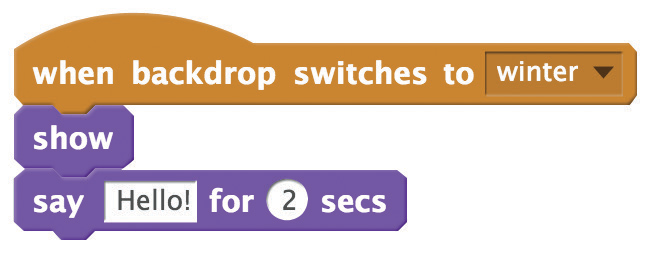 when backdrop switches to winter
show
say Hello! for 2 secs